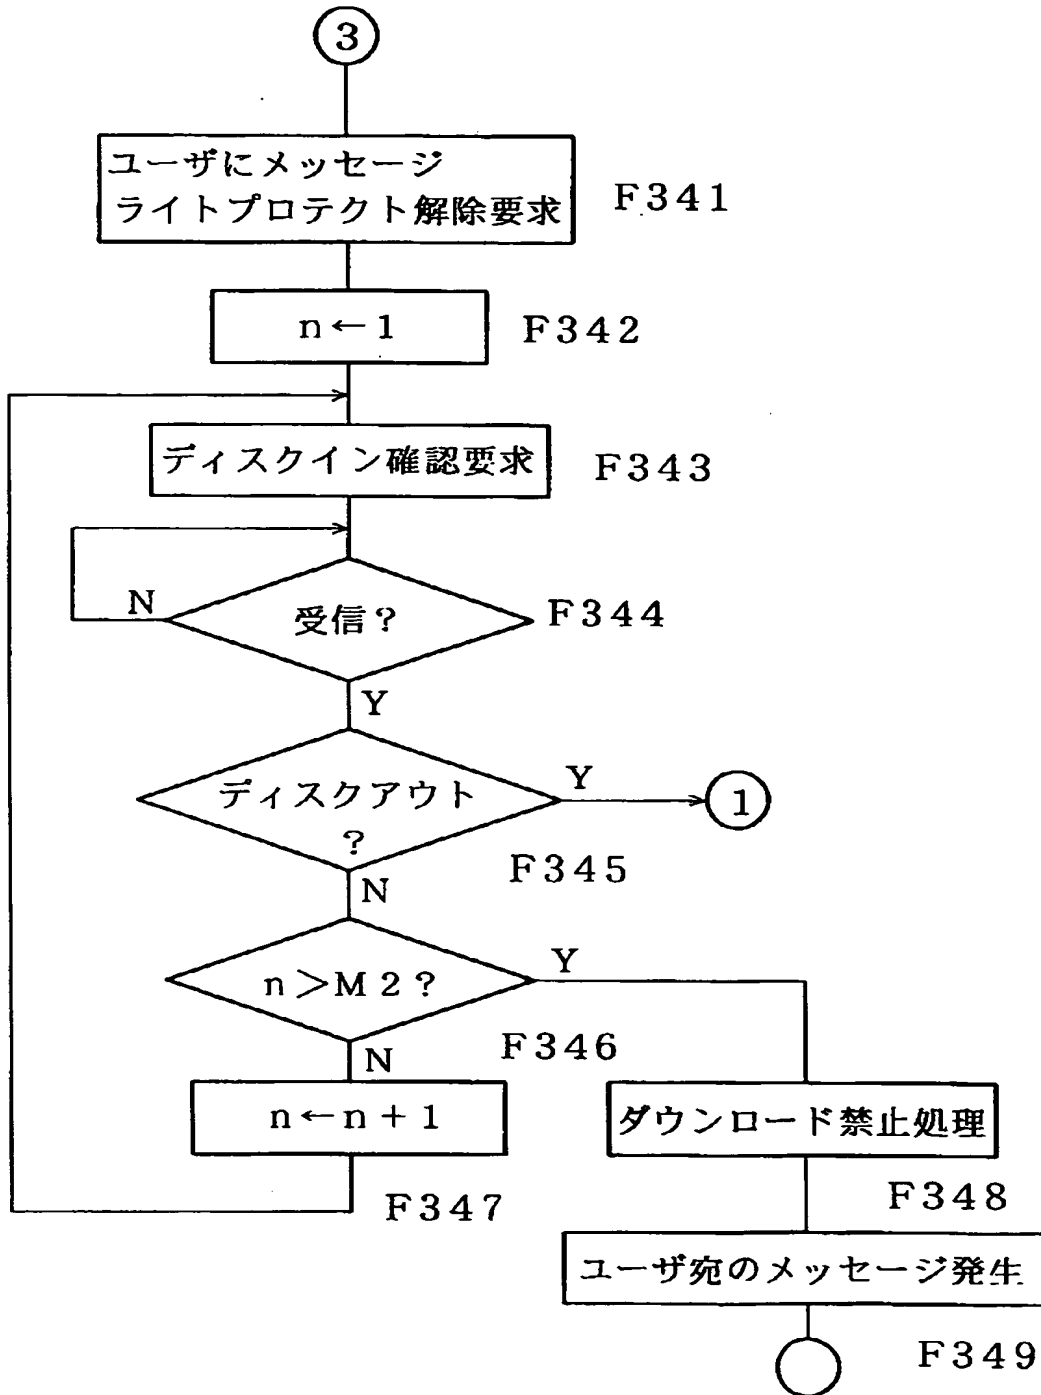 3
ユーザにメッセージ
ライトプロテクト解除要求
F341
n←1
F342
ディスクイン確認要求
F343
N
受信?
F344
Y
ディスクアウト
?
Y
1
F345
N
n>M2?
Y
F346
N
n←n+1
F347
ダウンロード禁止処理
F348
ユーザ宛のメッセージ発生
F349